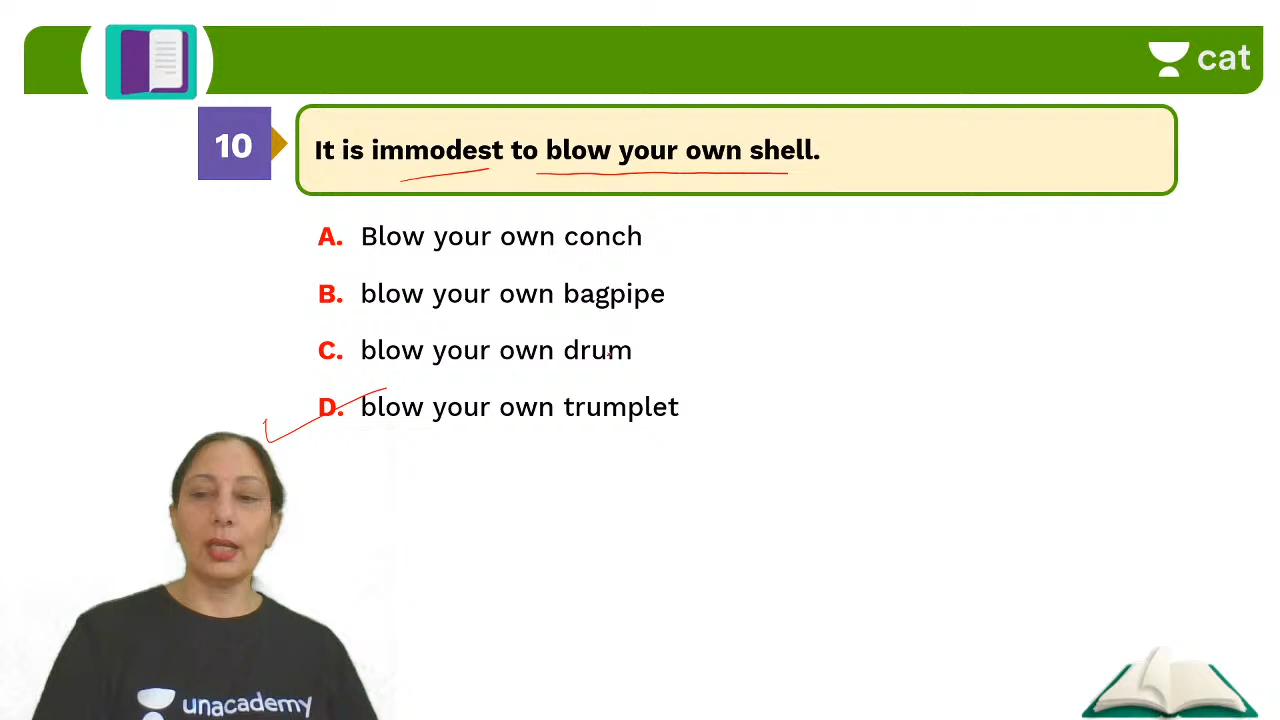 cat
10
It is immodest to blow your own shell.
A. Blow your own conch
B. blow your own bagpipe
C. blow your own drum
D. blow your own trumplet
unacademy